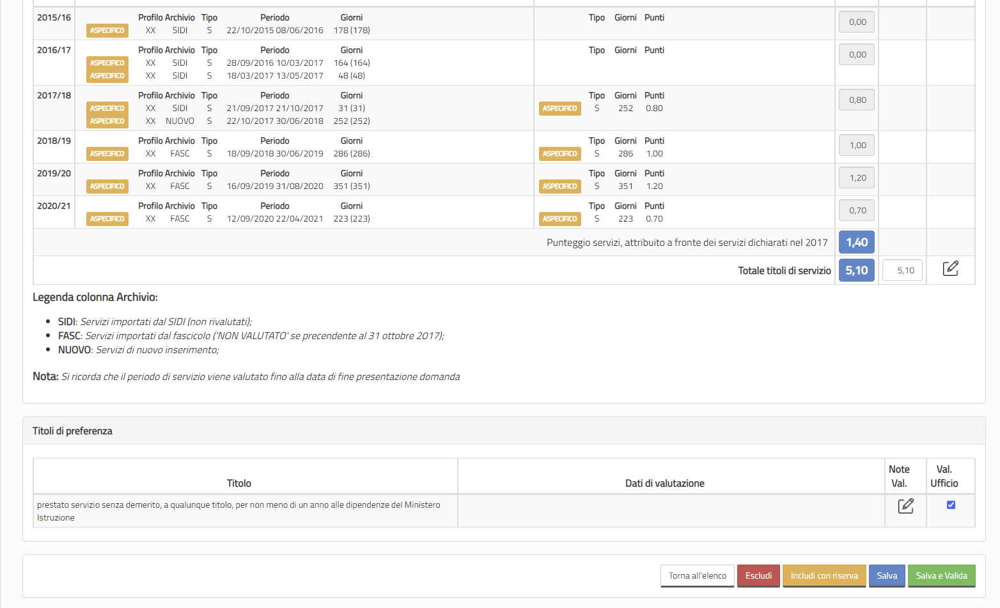 2015/16 Profilo Archivio Tipo Periodo Giorni Tipo Giorni Punti 0,00
ASPECIFICO XX SIDI S 22/10/2015 08/06/2016 178 (178)
2016/17 Profilo Archivio Tipo Periodo Giorni Tipo Giorni Punti 0,00
ASPECIFICO XX SIDI S 28/09/2016 10/03/2017 164 (164)
ASPECIFICO XX SIDI S 18/03/2017 13/05/2017 48 (48)
2017/18 Profilo Archivio Tipo Periodo Giorni Tipo Giorni Punti 0,80
ASPECIFICO XX SIDI S 21/09/2017 21/10/2017 31 (31) ASPECIFICO S 252 0.80
ASPECIFICO XX NUOVO S 22/10/2017 30/06/2018 252 (252)
2018/19 Profilo Archivio Tipo Periodo Giorni Tipo Giorni Punti 1,00
ASPECIFICO XX FASC S 18/09/2018 30/06/2019 286 (286) ASPECIFICO S 286 1.00
2019/20 Profilo Archivio Tipo Periodo Giorni Tipo Giorni Punti 1,20
ASPECIFICO XX FASC S 16/09/2019 31/08/2020 351 (351) ASPECIFICO S 351 1.20
2020/21 Profilo Archivio Tipo Periodo Giorni Tipo Giorni Punti 0,70
ASPECIFICO XX FASC S 12/09/2020 22/04/2021 223 (223) ASPECIFICO S 223 0.70
Punteggio servizi, attribuito a fronte dei servizi dichiarati nel 2017 1,40
Totale titoli di servizio 5,10 5,10
Legenda colonna Archivio:
• SIDI: Servizi importati dal SIDI (non rivalutati);
• FASC: Servizi importati dal fascicolo ('NON VALUTATO' se precendente al 31 ottobre 2017);
• NUOVO: Servizi di nuovo inserimento;
Nota: Si ricorda che il periodo di servizio viene valutato fino alla data di fine presentazione domanda
Titoli di preferenza
Titolo Dati di valutazione Note Val. Val. Ufficio
prestato servizio senza demerito, a qualunque titolo, per non meno di un anno alle dipendenze del Ministero
Istruzione
Torna all'elenco Escludi Includi con riserva Salva Salva e Valida